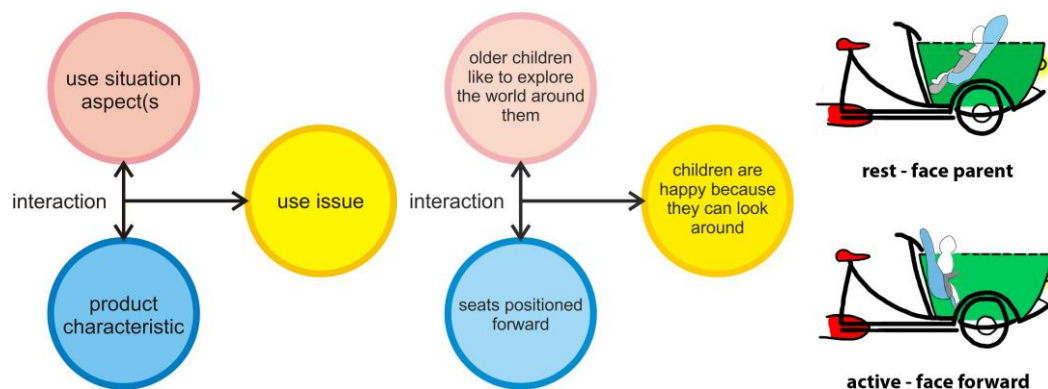 use situation
aspect(s
interaction
use issue
product
characteristic
older children
like to explore
the world around
them
interaction
children are
happy because
they can look
around
seats positioned
forward
rest - face parent
active - face forward